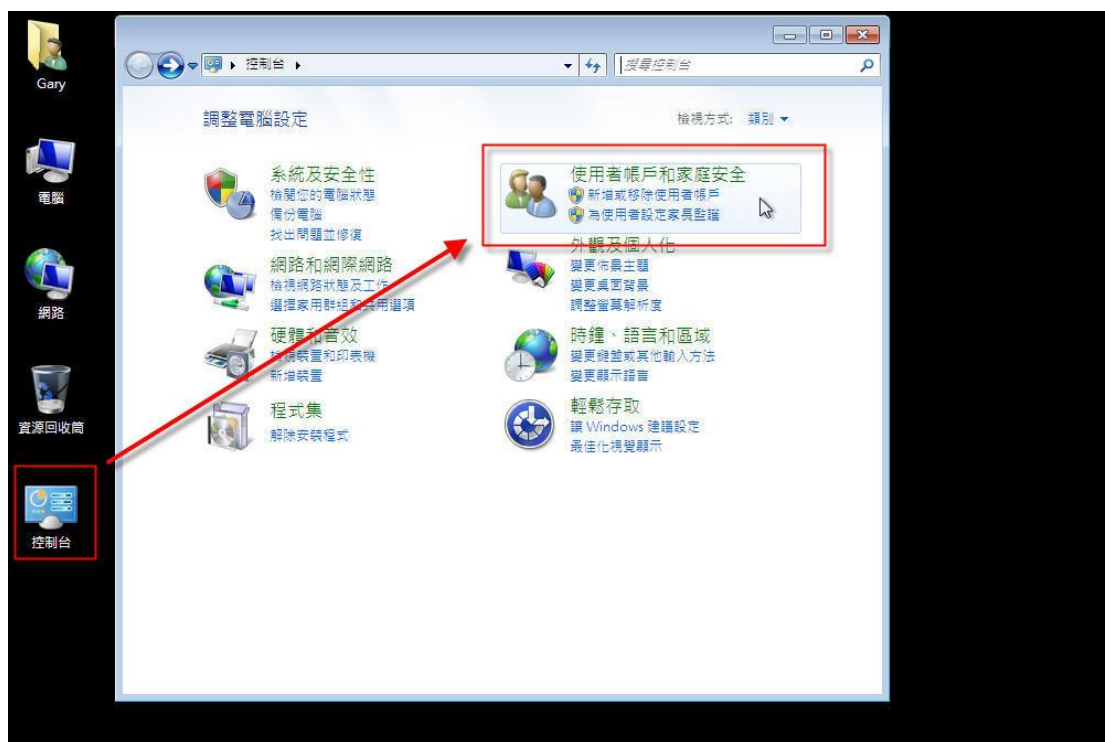 Gary
電腦
網路
資源回收筒
控制台
控制台
搜尋控制台
調整電腦設定
檢視方式: 類別
系統及安全性
檢閱您的電腦狀態
備份電腦
找出問題並修復
網路和網際網路
檢視網路狀態及工作
選擇家用群組和共用選項
硬體和音效
檢視裝置和印表機
新增裝置
程式集
解除安裝程式
使用者帳戶和家庭安全
新增或移除使用者帳戶
為使用者設定家長監護
外觀及個人化
變更佈景主題
變更桌面背景
調整螢幕解析度
時鐘、語言和區域
變更鍵盤或其他輸入方法
變更顯示語言
輕鬆存取
讓 Windows 建議設定
最佳化視覺顯示